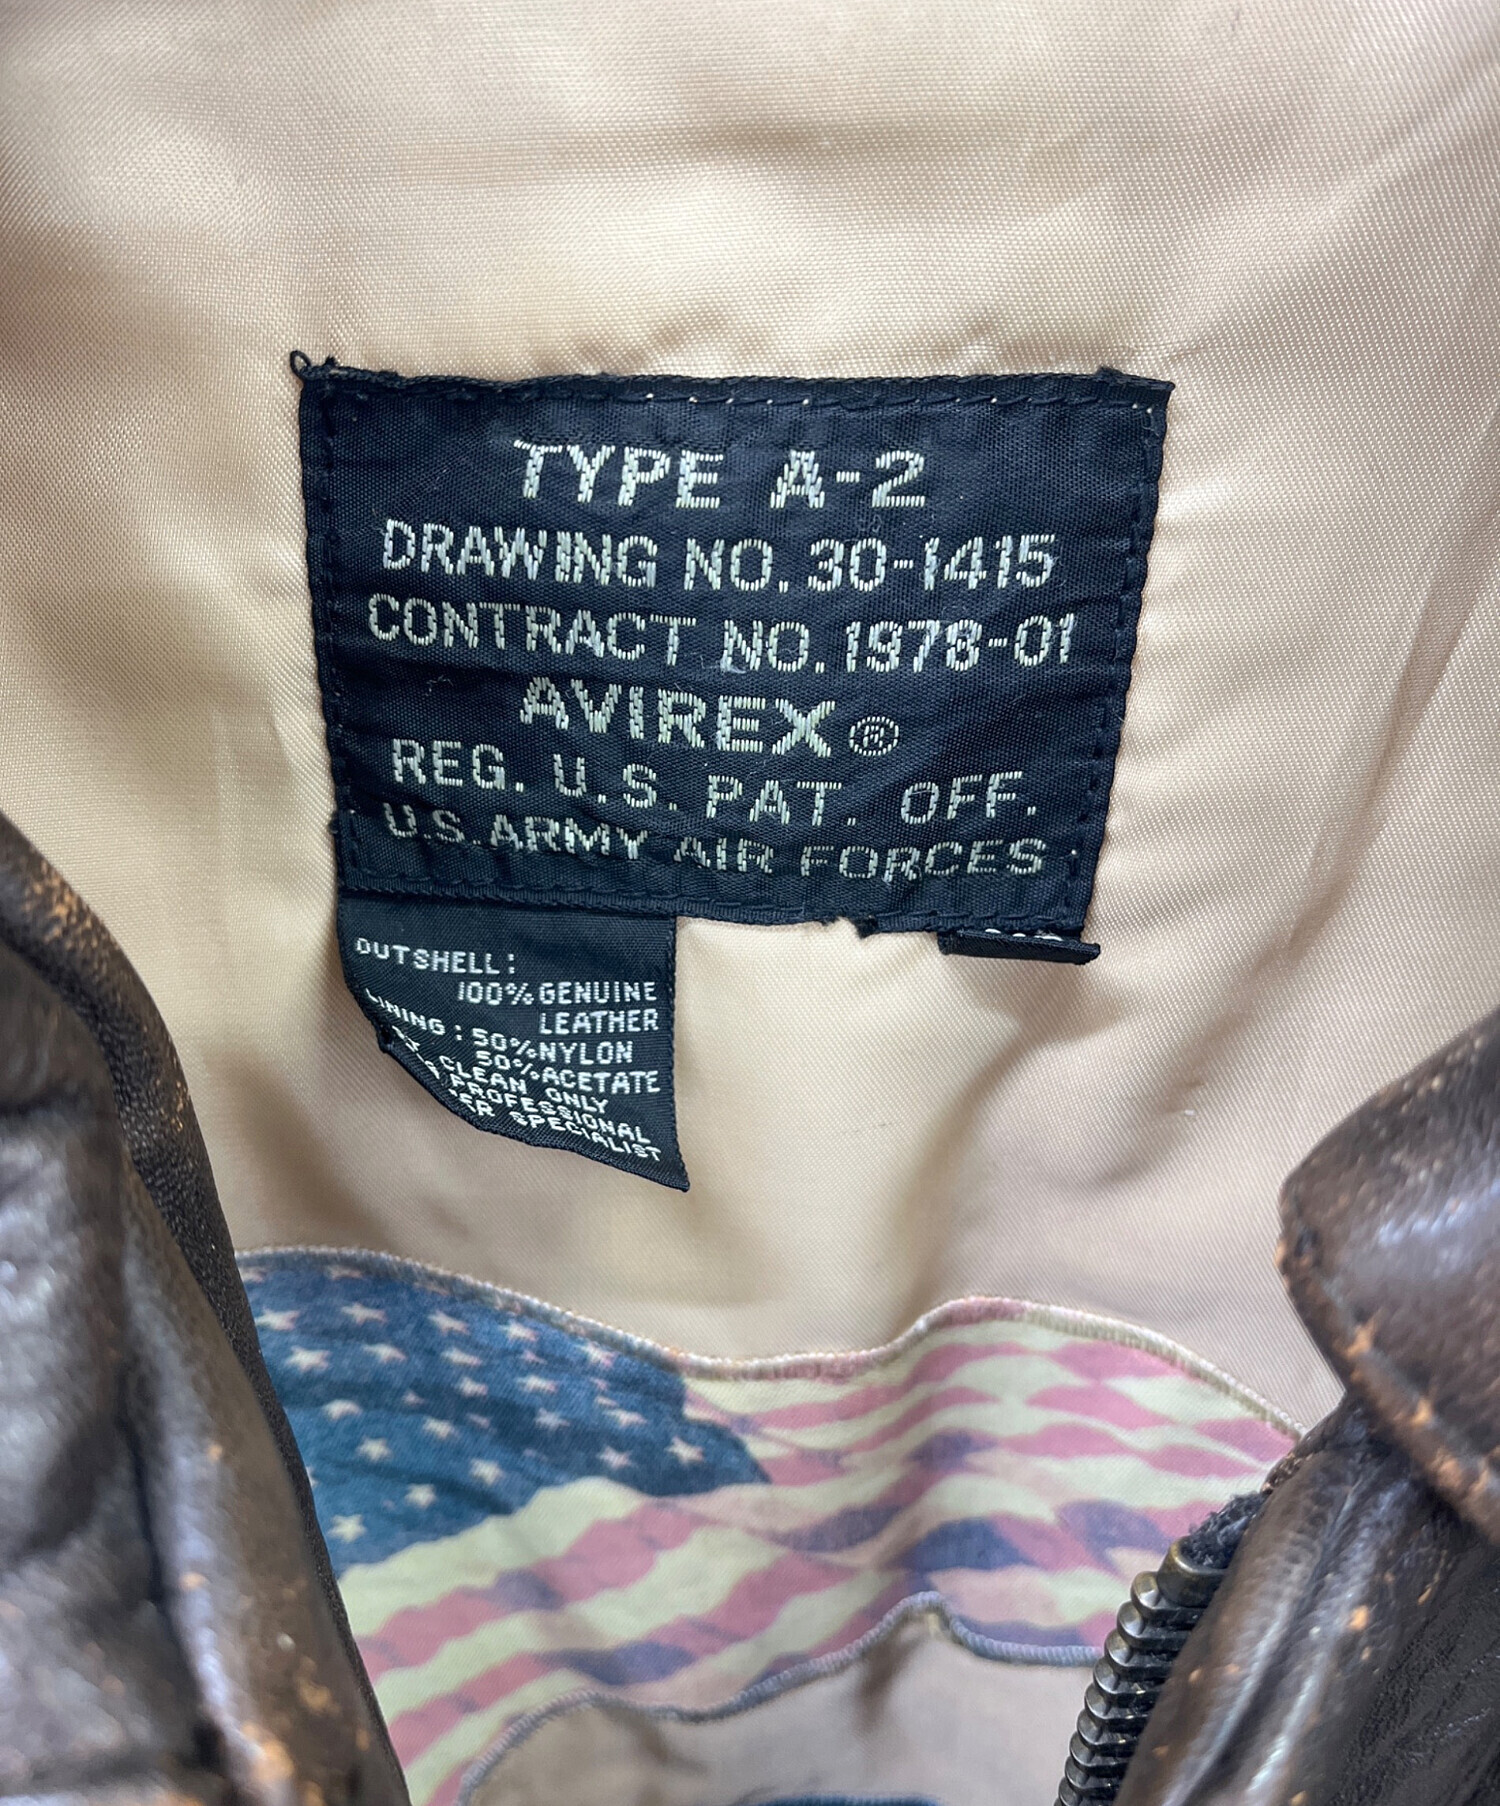 TYPE A-2
DRAWING NO. 30-1415
CONTRACT NO. 1978-01
AVIREX ®
REG. U.S. PAT. OFF.
U.S. ARMY AIR FORCES
OUTSHELL:
100% GENUINE
LEATHER
LINING: 50% NYLON
50% ACETATE
CLEAN ONLY
PROFESSIONAL
SPECIALIST